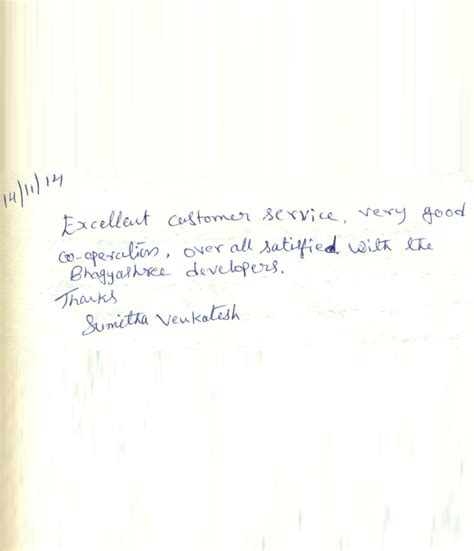 14/11/14
Excellent customer service, very good
co-operation, over all satisfied with the
Bhagyashree developers.
Thanks
Sumitha Venkatesh